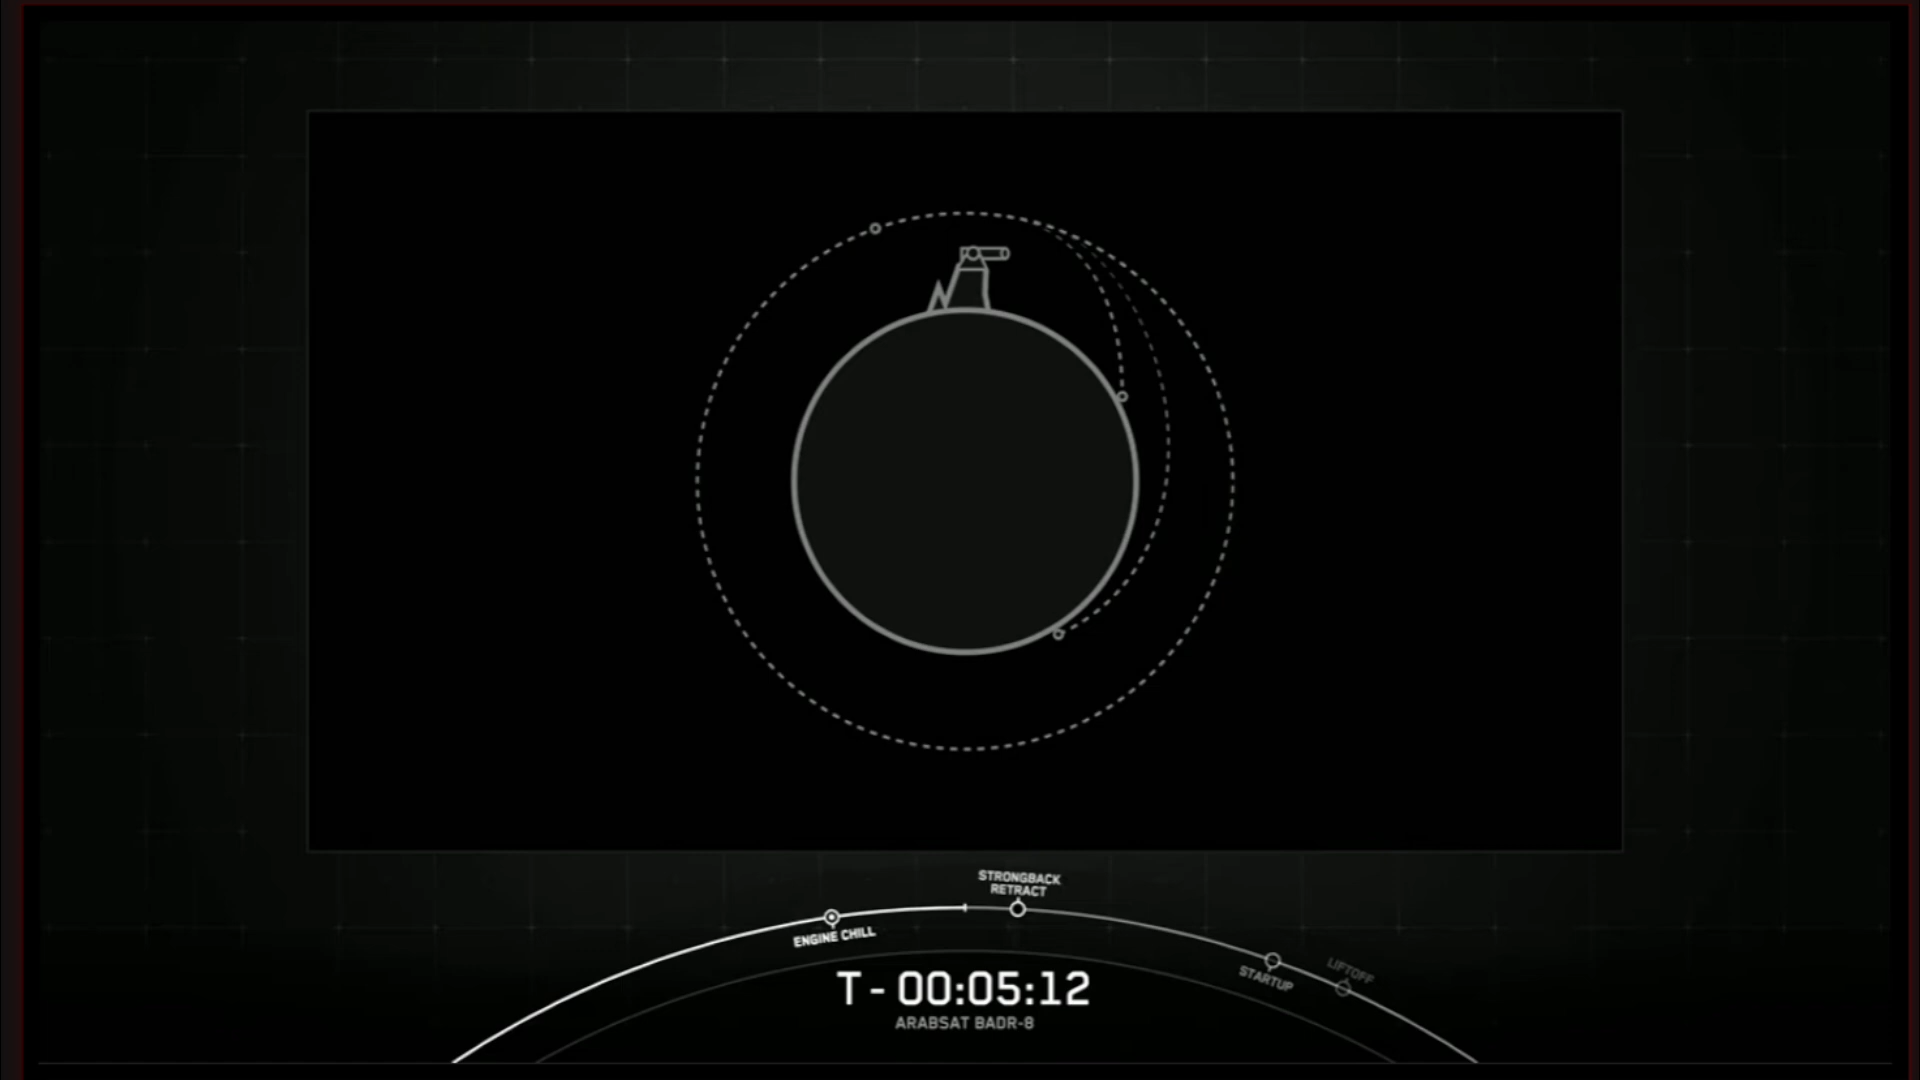 STRONGBACK
RETRACT
ENGINE CHILL
STARTUP
LIFTOFF
T- 00:05:12
ARABSAT BADR-8